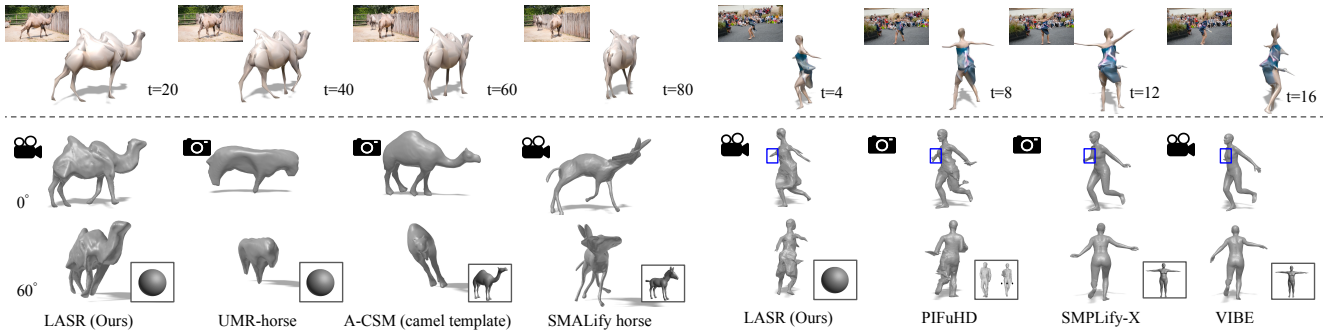 t=20
t=40
t=60
t=80
t=4
t=8
t=12
t=16
0°
60°
LASR (Ours)
UMR-horse
A-CSM (camel template)
SMALify horse
LASR (Ours)
PIFuHD
SMPLify-X
VIBE